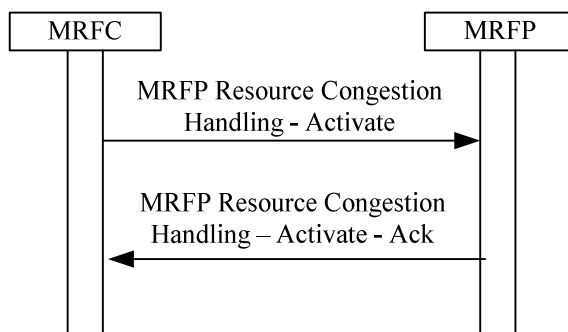 MRFC
MRFP
MRFP Resource Congestion
Handling - Activate
MRFP Resource Congestion
Handling – Activate - Ack